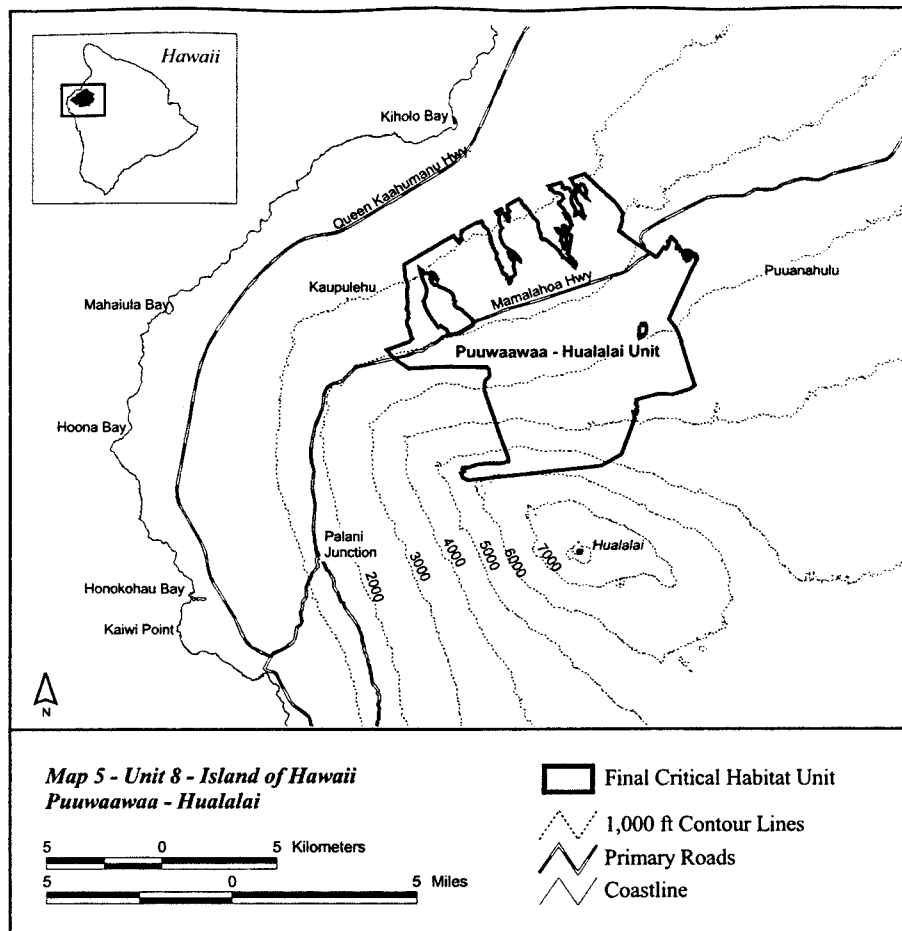 Hawaii
Kiholo Bay
Queen Kaahumanu Hwy
Kaupulehu
Mamalahoa Hwy
Puuanahulu
Mahaiula Bay
Puuwaawaa - Hualalai Unit
Hoona Bay
Palani
Junction
2000
3000
4000
5000
6000
7000
Hualalai
Honokohau Bay
Kaiwi Point
N
Map 5 - Unit 8 - Island of Hawaii
Puuwaawaa - Hualalai
5 0 5 Kilometers
5 0 5 Miles
Final Critical Habitat Unit
1,000 ft Contour Lines
Primary Roads
Coastline